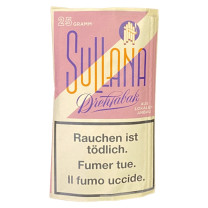 25 GRAMM
SULLANA
Drehtabak
Rauchen ist
tödlich.
Fumer tue.
Il fumo uccide.